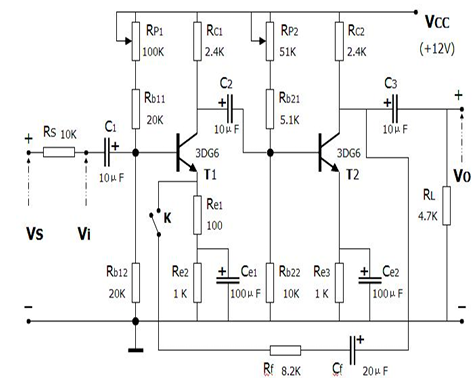 RP1
100K
RC1
2.4K
RP2
51K
RC2
2.4K
VCC
(+12V)
C2
10μF
C3
10μF
Rb11
20K
Rb21
5.1K
RS 10K
C1
10μF
3DG6
T1
3DG6
T2
K
Re1
100
RL
4.7K
VS
Vi
VO
Rb12
20K
Re2
1K
Ce1
100μF
Rb22
10K
Re3
1K
Ce2
100μF
Rf 8.2K
Cf 20μF